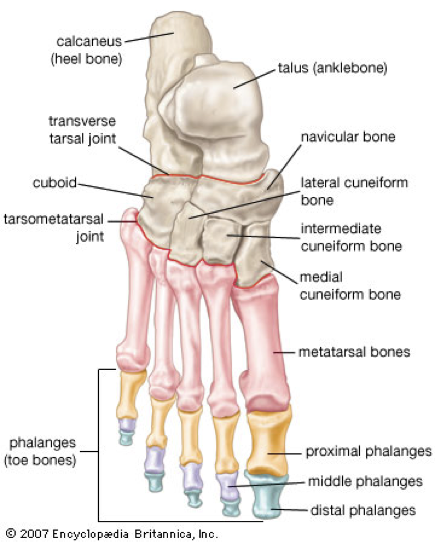 calcaneus
(heel bone)
talus (anklebone)
transverse
tarsal joint
navicular bone
cuboid
lateral cuneiform
bone
tarsometatarsal
joint
intermediate
cuneiform bone
medial
cuneiform bone
metatarsal bones
phalanges
(toe bones)
proximal phalanges
middle phalanges
distal phalanges
© 2007 Encyclopædia Britannica, Inc.